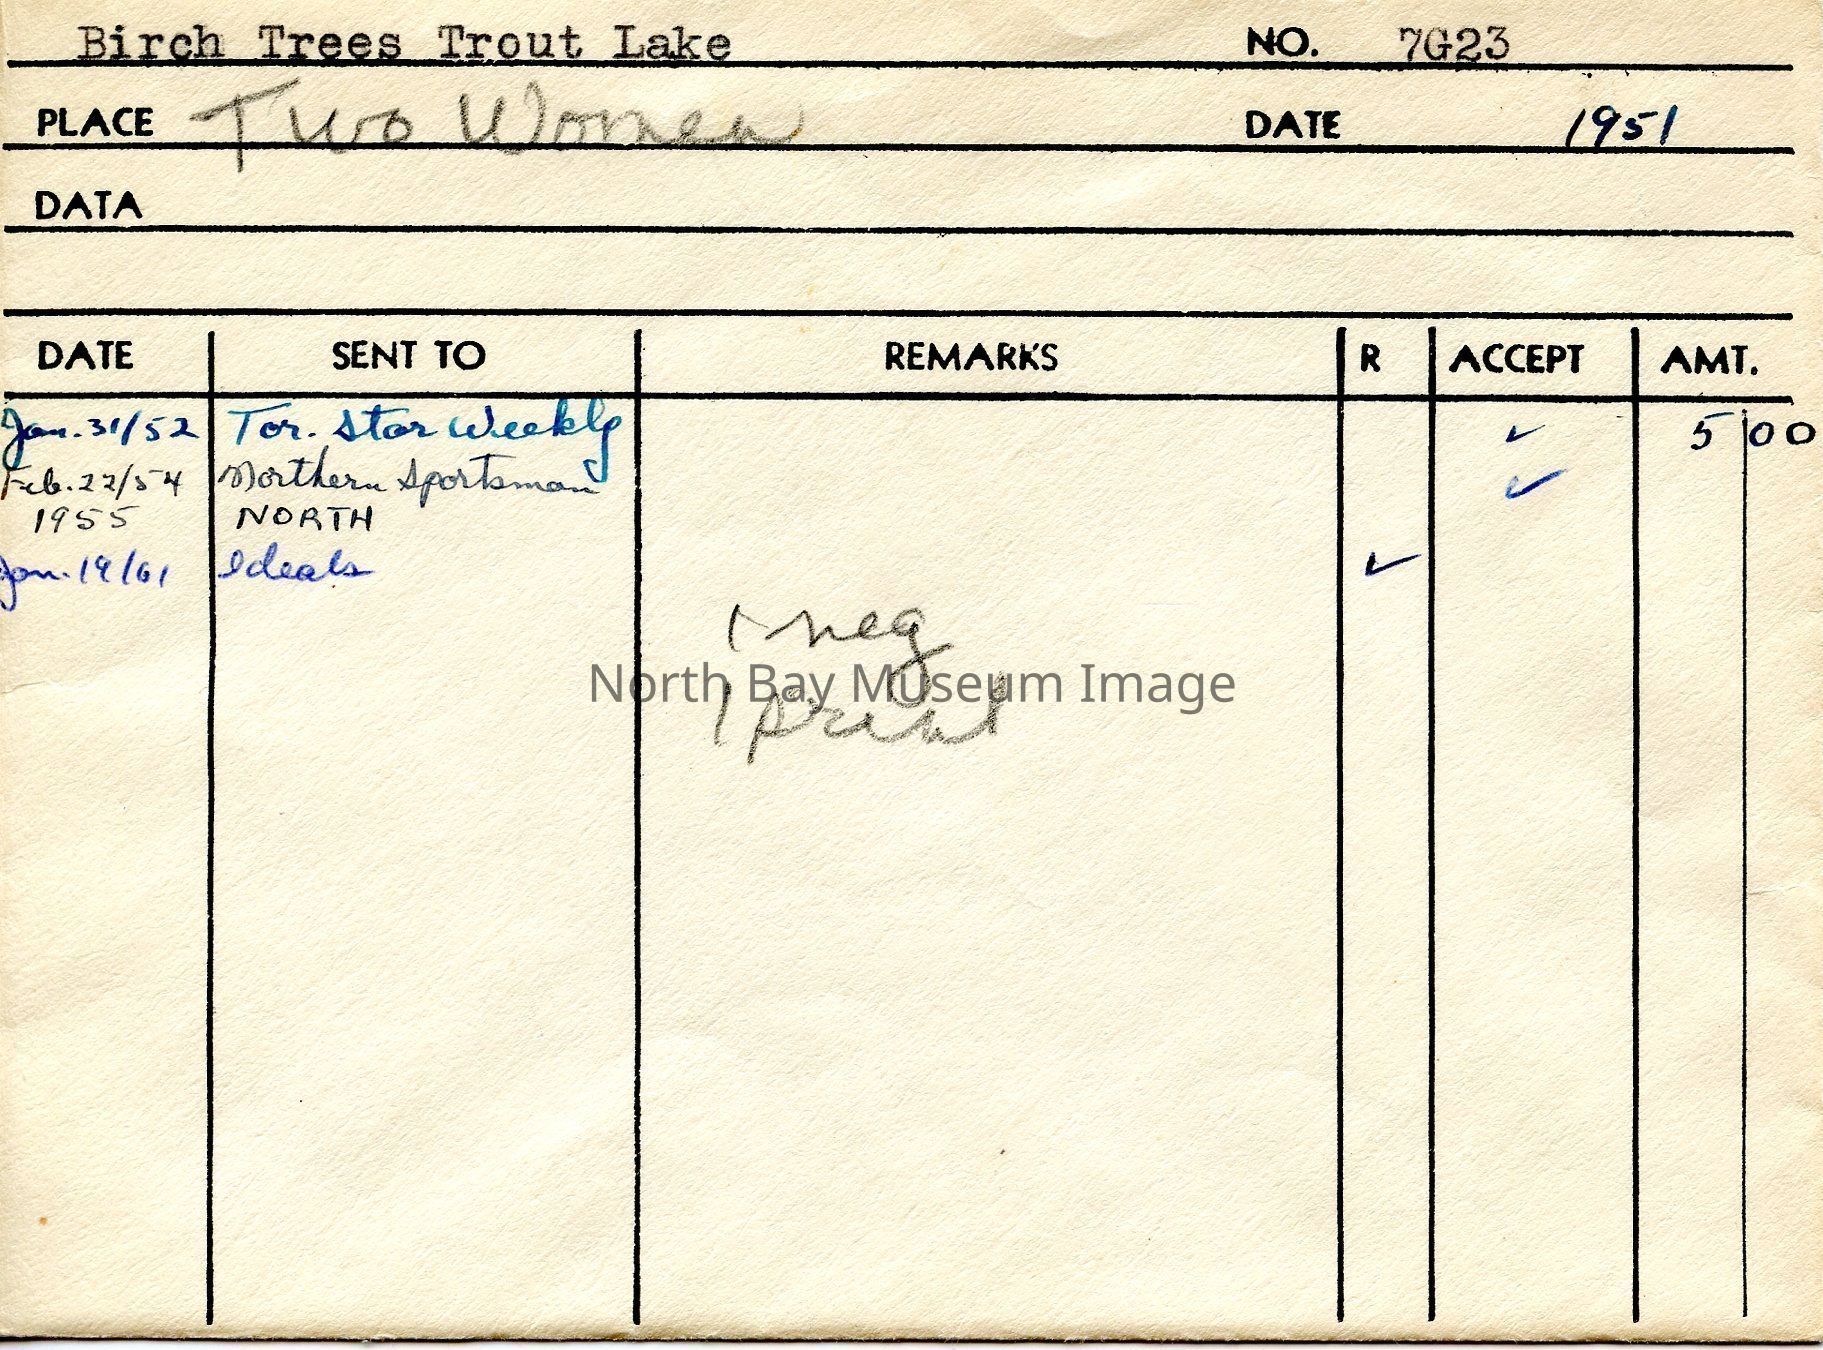 Birch Trees Trout Lake NO. 7G23
PLACE Two Women DATE 1951
DATA
DATE SENT TO REMARKS R ACCEPT AMT.
Jan. 31/52 Tor. Star Weekly ✓ 5 00
Feb. 22/54 Northern Sportsman ✓
1955 NORTH
Jan. 19/61 Ideals ✓
1 neg
North Bay Museum Image
1 print